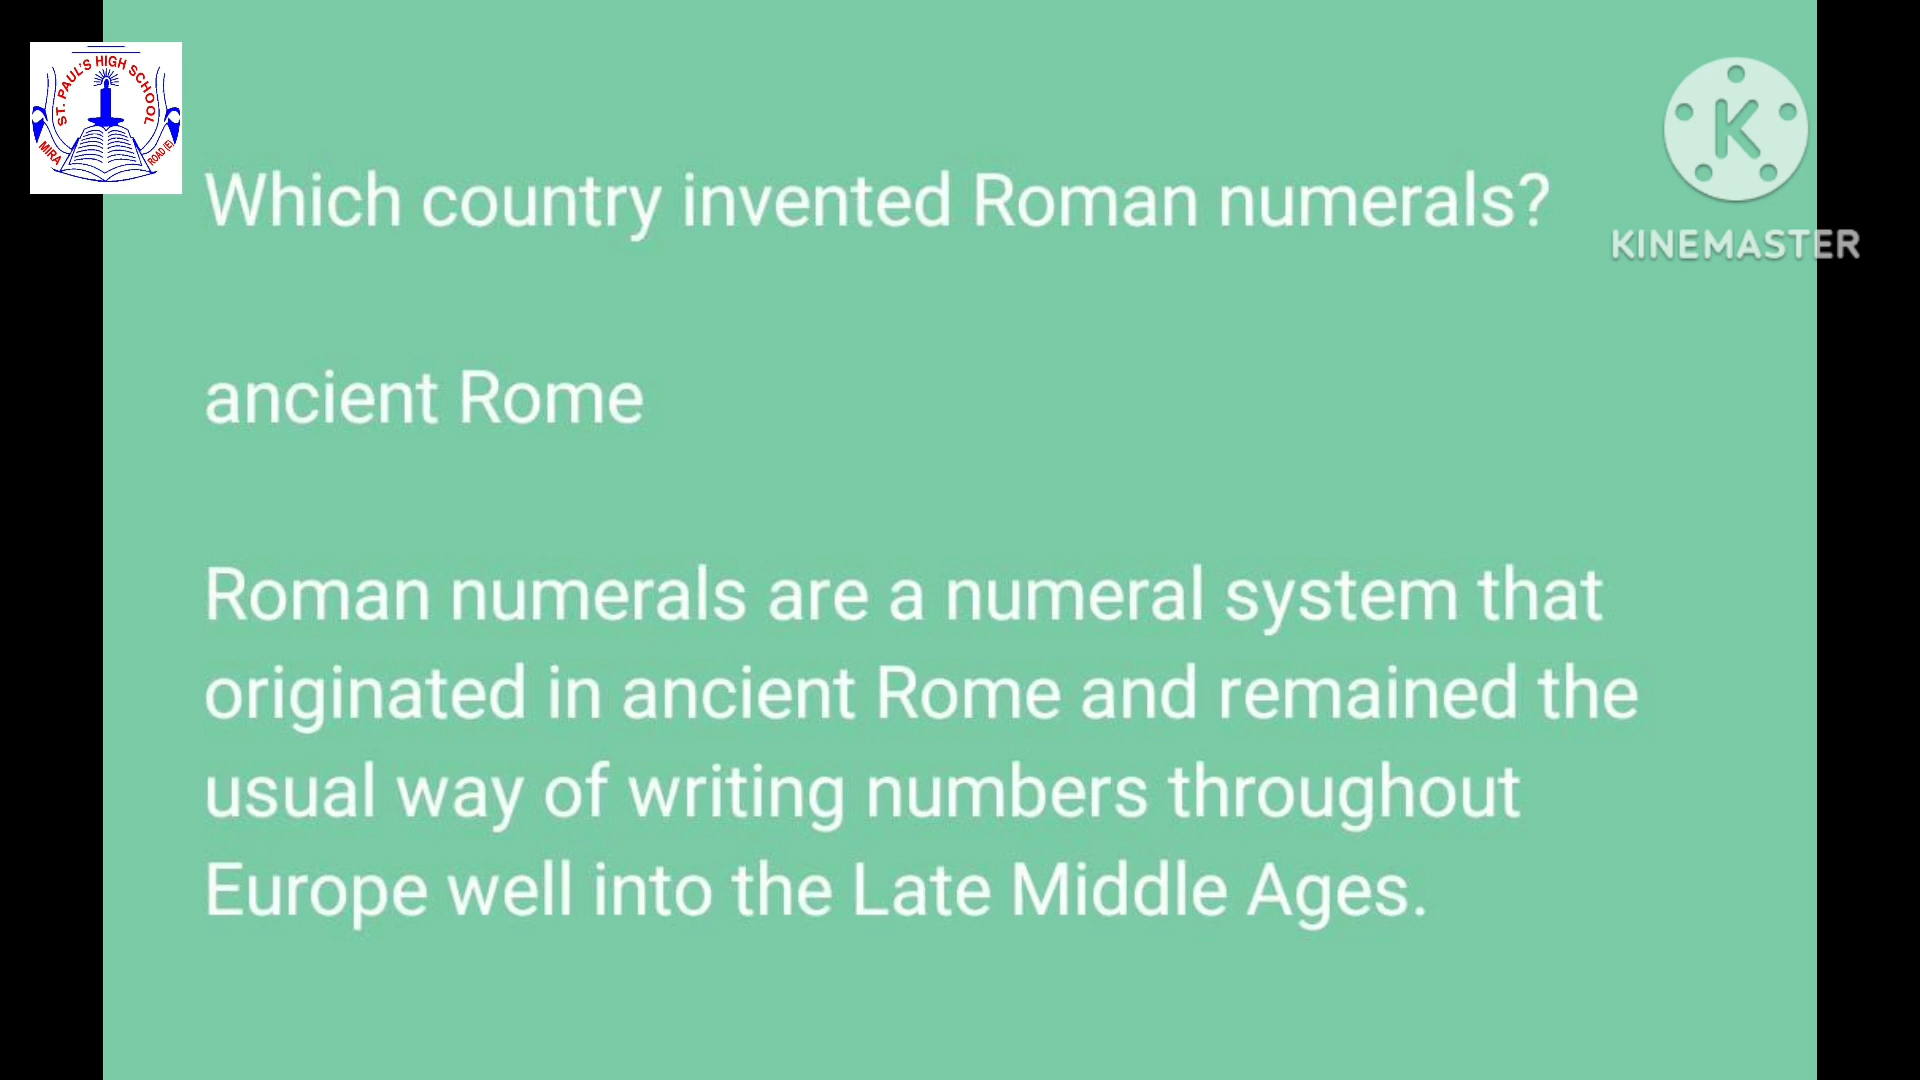 ST. PAUL'S HIGH SCHOOL
MIRA ROAD (E)
K
KINEMASTER
Which country invented Roman numerals?
ancient Rome
Roman numerals are a numeral system that
originated in ancient Rome and remained the
usual way of writing numbers throughout
Europe well into the Late Middle Ages.